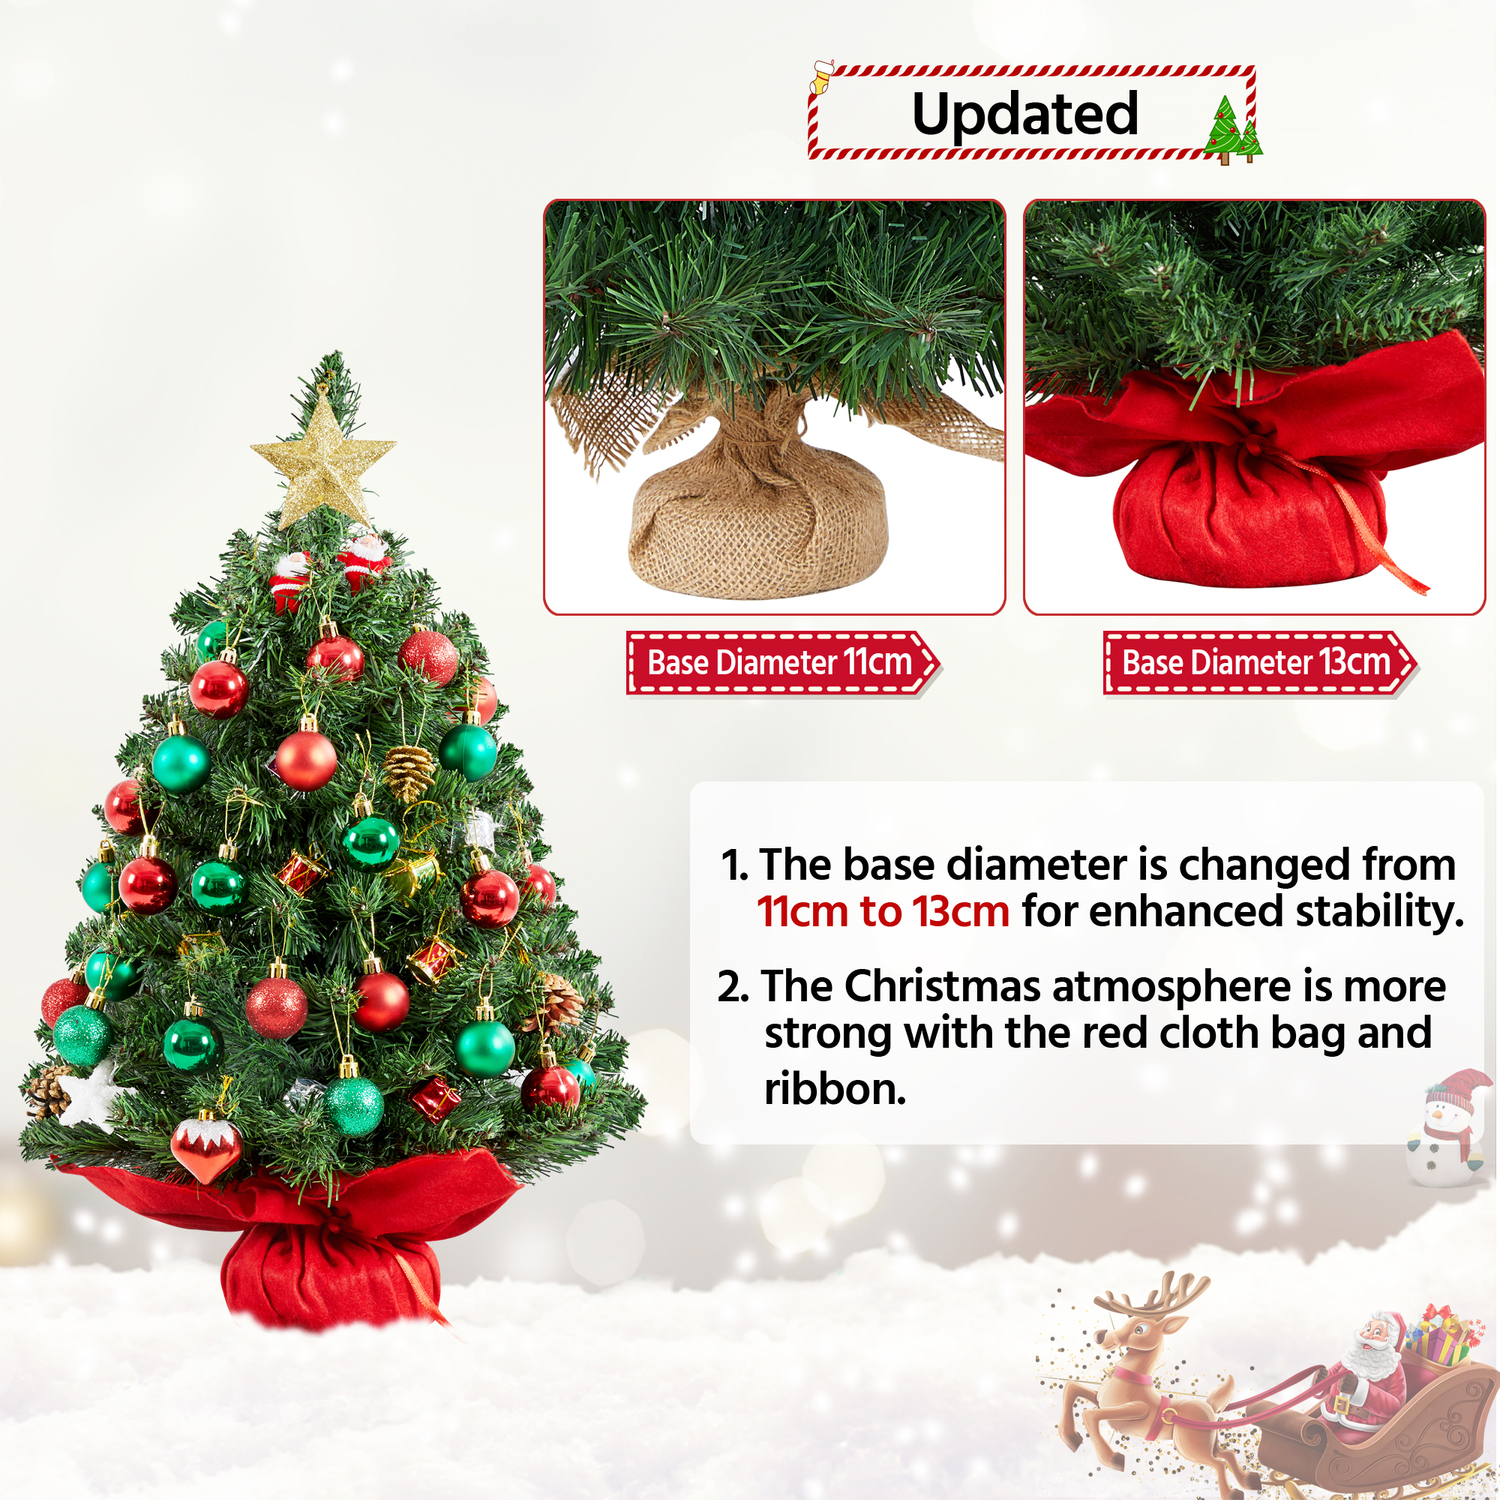 Updated
Base Diameter 11cm
Base Diameter 13cm
1. The base diameter is changed from
11cm to 13cm for enhanced stability.
2. The Christmas atmosphere is more
strong with the red cloth bag and
ribbon.